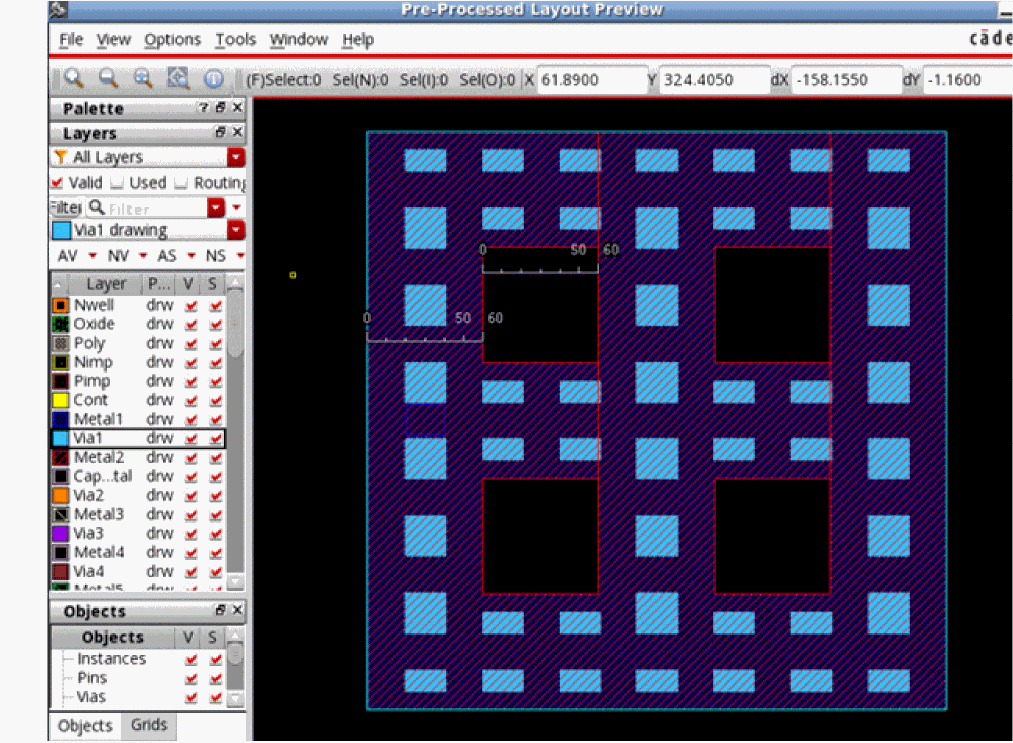 Pre-Processed Layout Preview
File View Options Tools Window Help
cāde
(F)Select:0 Sel(N):0 Sel(I):0 Sel(O):0 X 61.8900 Y 324.4050 dX -158.1550 dY -1.1600
Palette ?
Layers
All Layers
Valid Used Routing
Filter Filter
Via1 drawing
AV NV AS NS
Layer P... V S
Nwell drw
Oxide drw
Poly drw
Nimp drw
Pimp drw
Cont drw
Metal1 drw
Via1 drw
Metal2 drw
Cap...tal drw
Via2 drw
Metal3 drw
Via3 drw
Metal4 drw
Via4 drw
Metal5 drw
Objects
Objects V S
Instances
Pins
Vias
Objects Grids
0 50 60
0 50 60